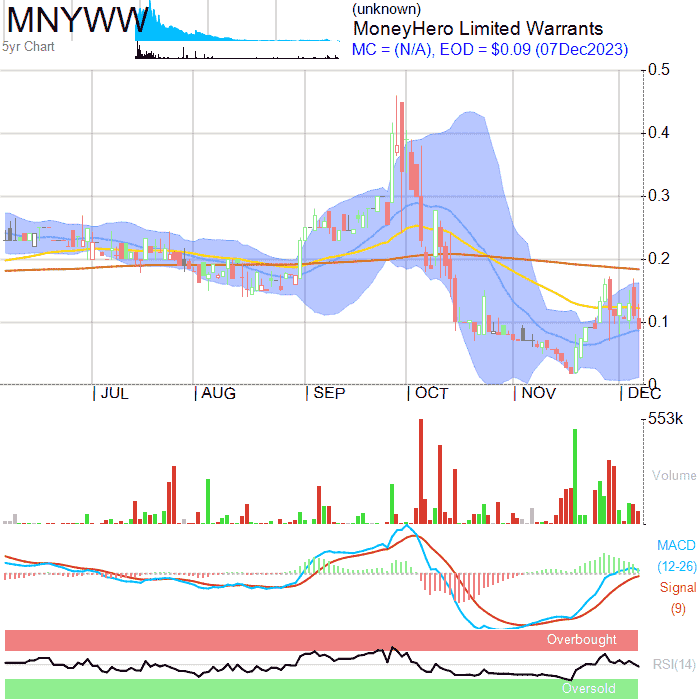 MNYWW
(unknown)
MoneyHero Limited Warrants
5yr Chart
MC = (N/A), EOD = $0.09 (07Dec2023)
0.5
0.4
0.3
0.2
0.1
0
JUL AUG SEP OCT NOV DEC
553k
Volume
MACD
(12-26)
Signal
(9)
Overbought
RSI(14)
Oversold